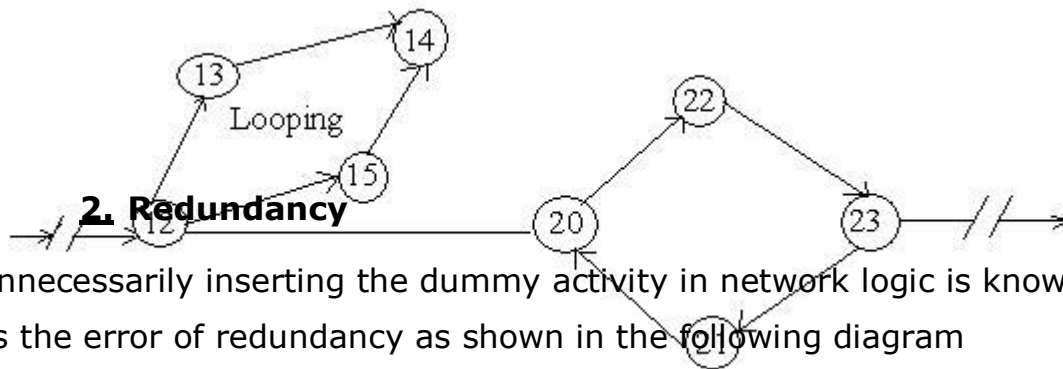 14
13
22
Looping
15
2. Redundancy
12
20
23
nnecessarily inserting the dummy activity in network logic is know
s the error of redundancy as shown in the following diagram
21